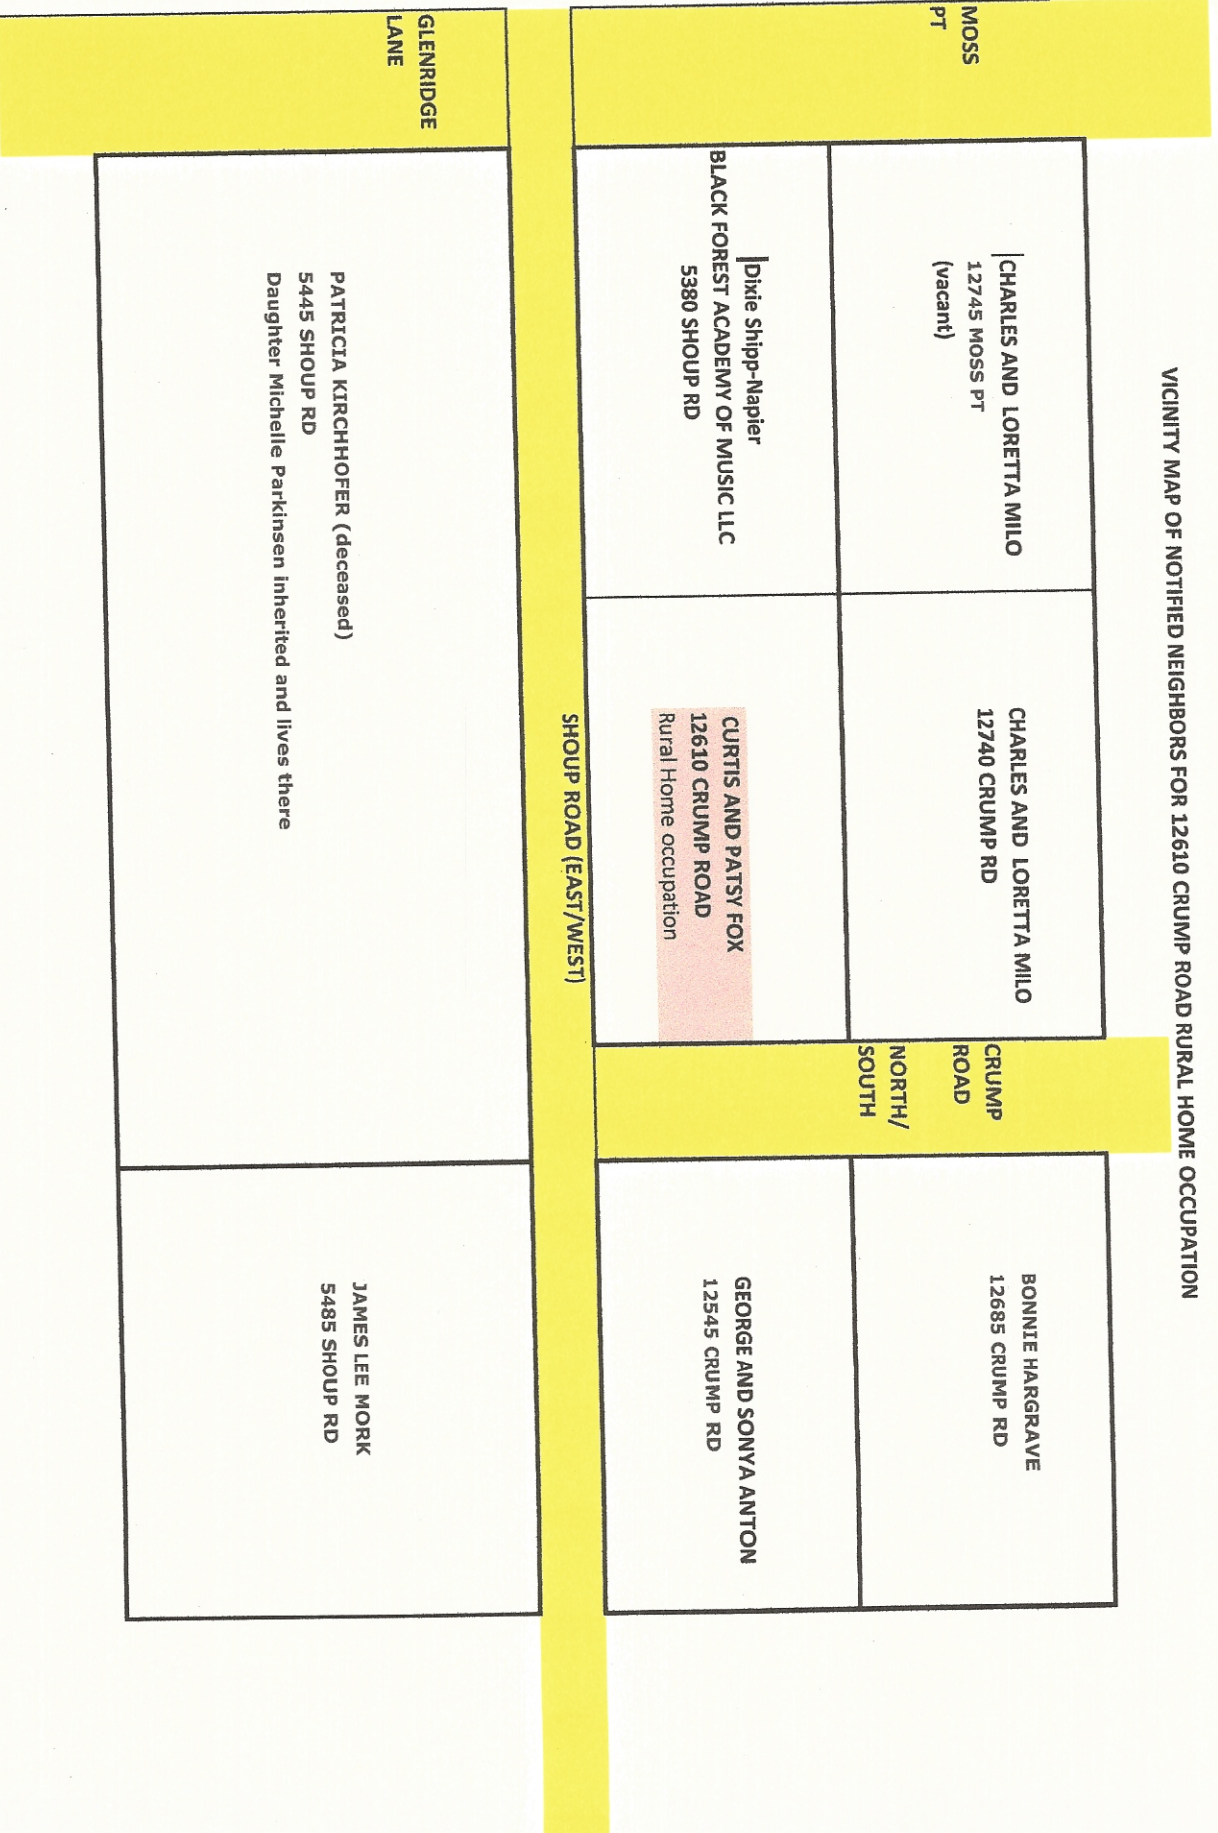 VICINITY MAP OF NOTIFIED NEIGHBORS FOR 12610 CRUMP ROAD RURAL HOME OCCUPATION
MOSS
PT
CHARLES AND LORETTA MILO
12745 MOSS PT
(vacant)
CHARLES AND LORETTA MILO
12740 CRUMP RD
CRUMP
ROAD
NORTH/
SOUTH
BONNIE HARGRAVE
12685 CRUMP RD
Dixie Shipp-Napier
BLACK FOREST ACADEMY OF MUSIC LLC
5380 SHOUP RD
CURTIS AND PATSY FOX
12610 CRUMP ROAD
Rural Home occupation
GEORGE AND SONYA ANTON
12545 CRUMP RD
SHOUP ROAD (EAST/WEST)
GLENRIDGE
LANE
PATRICIA KIRCHHOFER (deceased)
5445 SHOUP RD
Daughter Michelle Parkinsen inherited and lives there
JAMES LEE MORK
5485 SHOUP RD